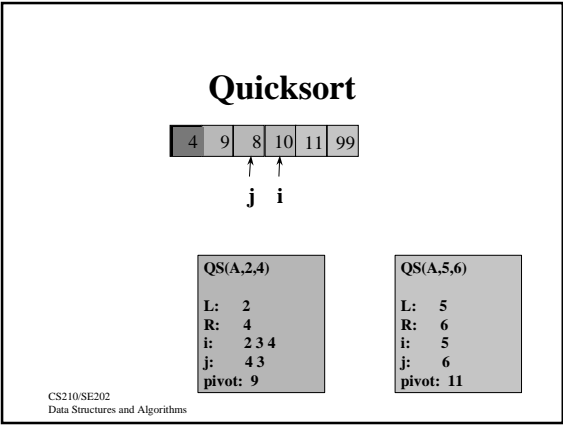 Quicksort
4 9 8 10 11 99
j i
QS(A,2,4)
L: 2
R: 4
i: 2 3 4
j: 4 3
pivot: 9
QS(A,5,6)
L: 5
R: 6
i: 5
j: 6
pivot: 11
CS210/SE202
Data Structures and Algorithms